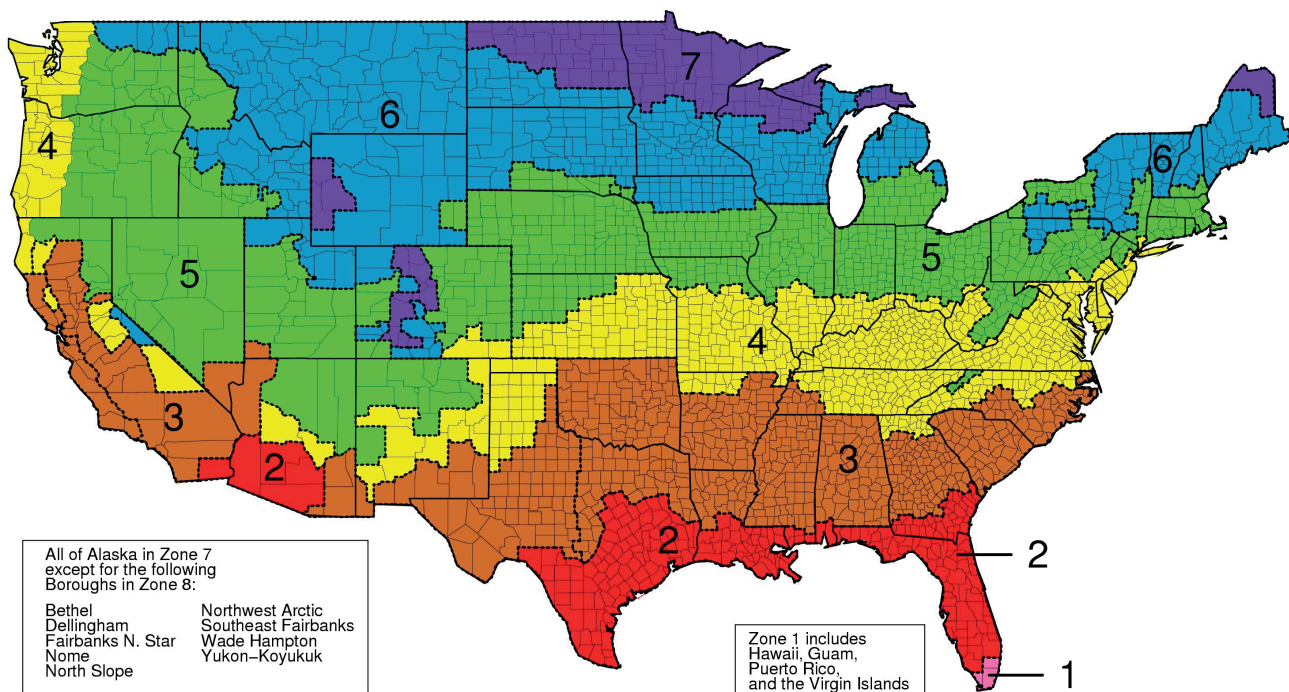 7
6
4
6
5
5
4
3
3
2
2
2
1
All of Alaska in Zone 7
except for the following
Boroughs in Zone 8:
Bethel
Dellingham
Fairbanks N. Star
Nome
North Slope
Northwest Arctic
Southeast Fairbanks
Wade Hampton
Yukon-Koyukuk
Zone 1 includes
Hawaii, Guam,
Puerto Rico,
and the Virgin Islands